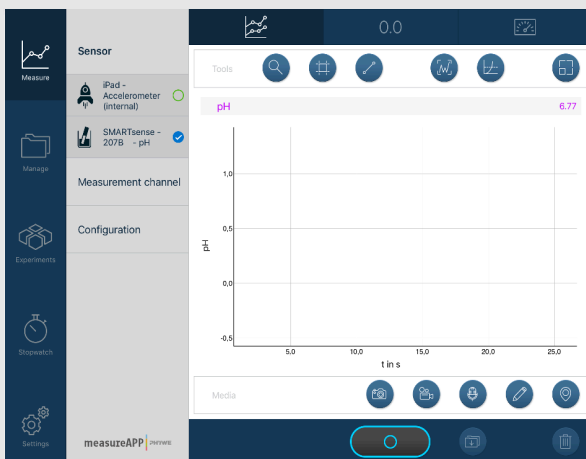 Measure
Manage
Experiments
Stopwatch
Settings
Sensor
iPad -
Accelerometer
(internal)
SMARTsense -
207B - pH
Measurement channel
Configuration
measureAPP PHYWE
0.0
Tools
pH 6.77
1,0
0,5
0,0
-0,5
pH
5,0 10,0 15,0 20,0 25,0
t in s
Media